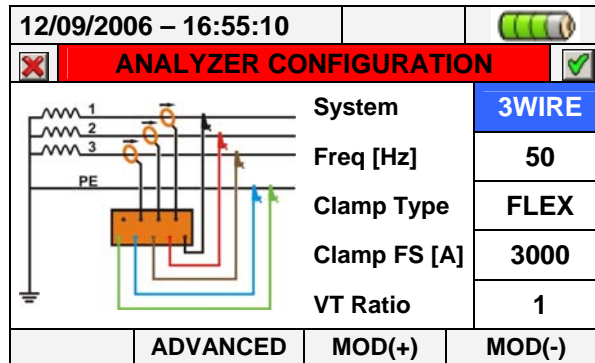 12/09/2006 – 16:55:10
ANALYZER CONFIGURATION
1
2
3
PE
System 3WIRE
Freq [Hz] 50
Clamp Type FLEX
Clamp FS [A] 3000
VT Ratio 1
ADVANCED MOD(+) MOD(-)